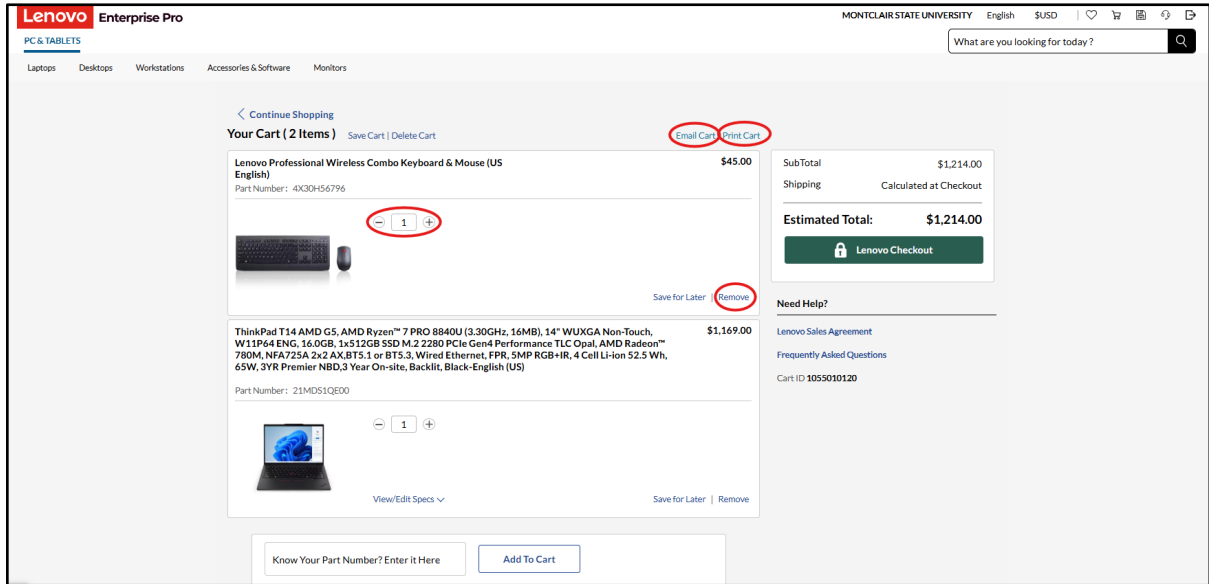 Lenovo Enterprise Pro
MONTCLAIR STATE UNIVERSITY English $USD
PC & TABLETS
What are you looking for today?
Laptops Desktops Workstations Accessories & Software Monitors
Continue Shopping
Your Cart ( 2 Items ) Save Cart | Delete Cart
Email Cart Print Cart
Lenovo Professional Wireless Combo Keyboard & Mouse (US
English)
$45.00
Part Number: 4X30H56796
1
Save for Later | Remove
ThinkPad T14 AMD G5, AMD Ryzen™ 7 PRO 8840U (3.30GHz, 16MB), 14" WUXGA Non-Touch,
W11P64 ENG, 16.0GB, 1x512GB SSD M.2 2280 PCIe Gen4 Performance TLC Opal, AMD Radeon™
780M, NFA725A 2x2 AX,BT5.1 or BT5.3, Wired Ethernet, FPR, 5MP RGB+IR, 4 Cell Li-ion 52.5 Wh,
65W, 3YR Premier NBD,3 Year On-site, Backlit, Black-English (US)
$1,169.00
Part Number: 21MDS1QE00
1
View/Edit Specs
Save for Later | Remove
Know Your Part Number? Enter it Here
Add To Cart
SubTotal $1,214.00
Shipping Calculated at Checkout
Estimated Total: $1,214.00
Lenovo Checkout
Need Help?
Lenovo Sales Agreement
Frequently Asked Questions
Cart ID 1055010120